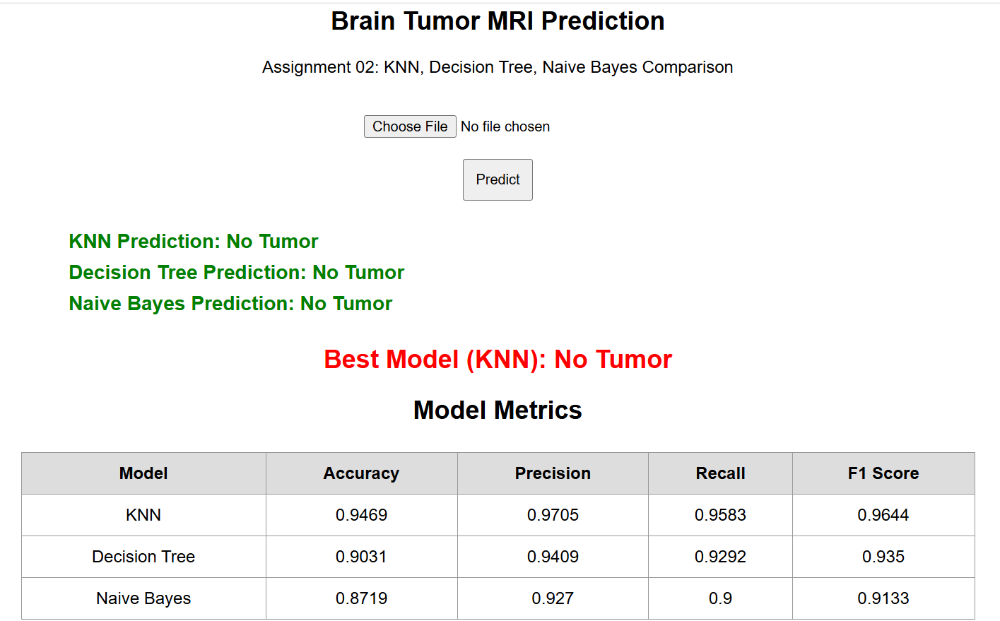 Brain Tumor MRI Prediction
Assignment 02: KNN, Decision Tree, Naive Bayes Comparison
Choose File No file chosen
Predict
KNN Prediction: No Tumor
Decision Tree Prediction: No Tumor
Naive Bayes Prediction: No Tumor
Best Model (KNN): No Tumor
Model Metrics
Model Accuracy Precision Recall F1 Score
KNN 0.9469 0.9705 0.9583 0.9644
Decision Tree 0.9031 0.9409 0.9292 0.935
Naive Bayes 0.8719 0.927 0.9 0.9133